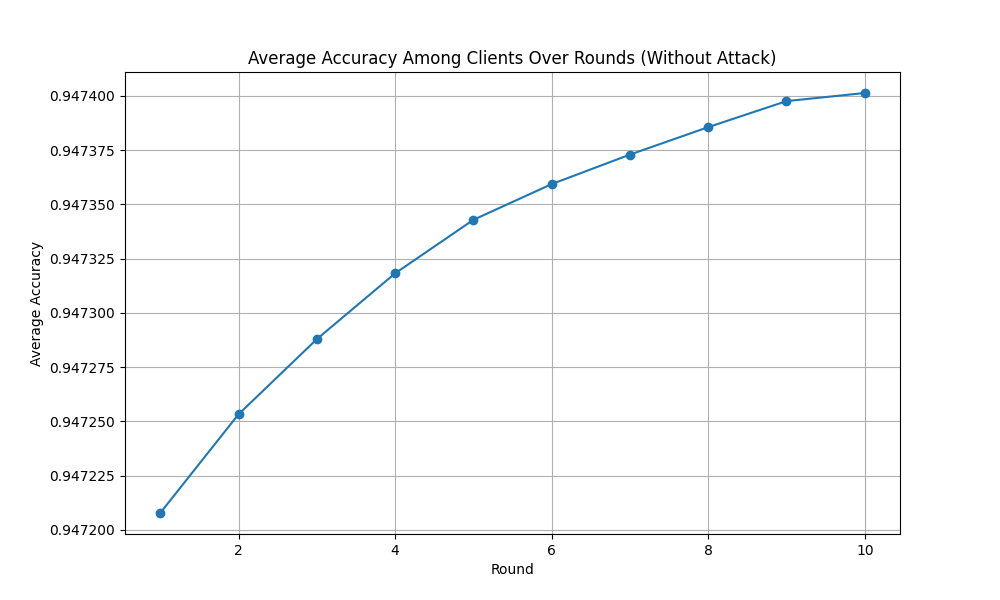 Average Accuracy Among Clients Over Rounds (Without Attack)
0.947400
0.947375
0.947350
0.947325
0.947300
0.947275
0.947250
0.947225
0.947200
Average Accuracy
2 4 6 8 10
Round